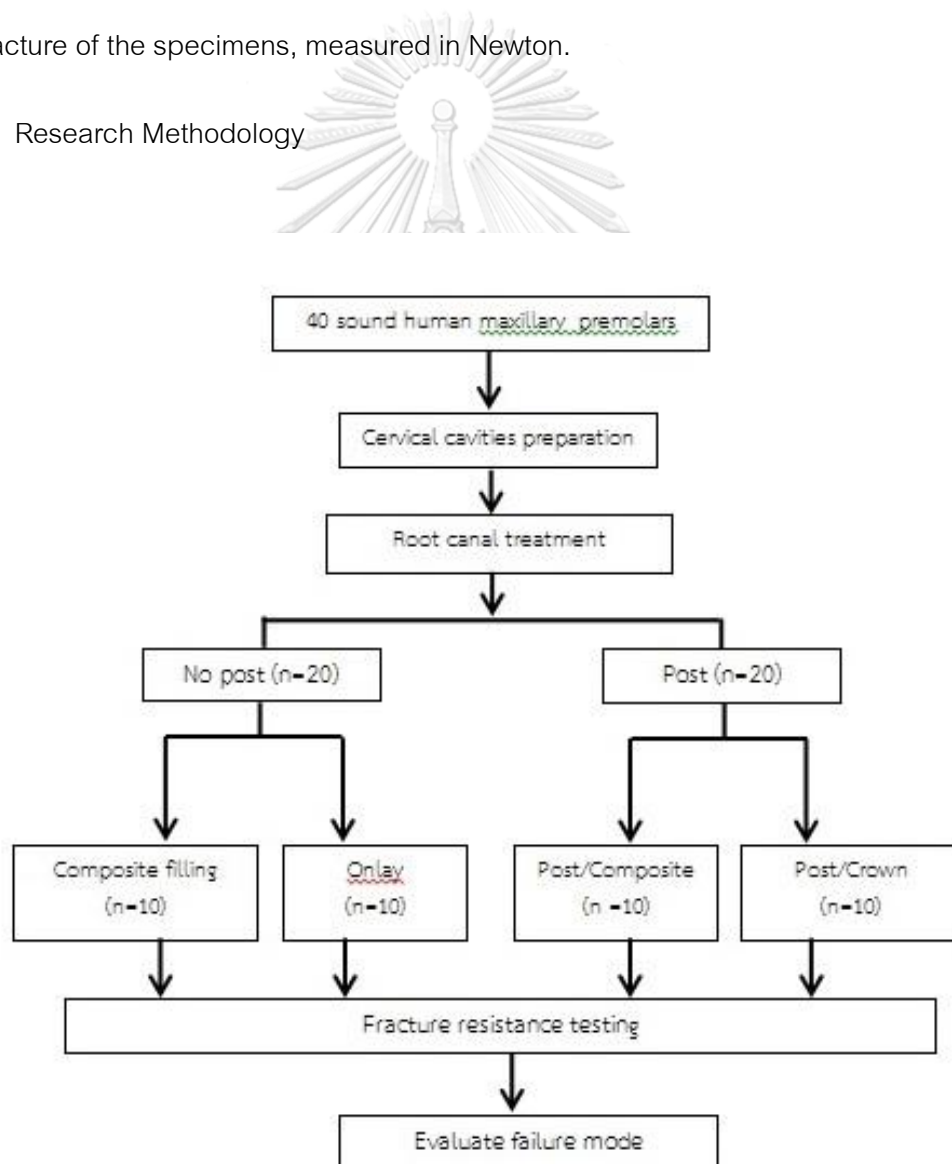 acture of the specimens, measured in Newton.
Research Methodology
40 sound human maxillary premolars
Cervical cavities preparation
Root canal treatment
No post (n=20)
Post (n=20)
Composite filling
(n=10)
Onlay
(n=10)
Post/Composite
(n =10)
Post/Crown
(n=10)
Fracture resistance testing
Evaluate failure mode